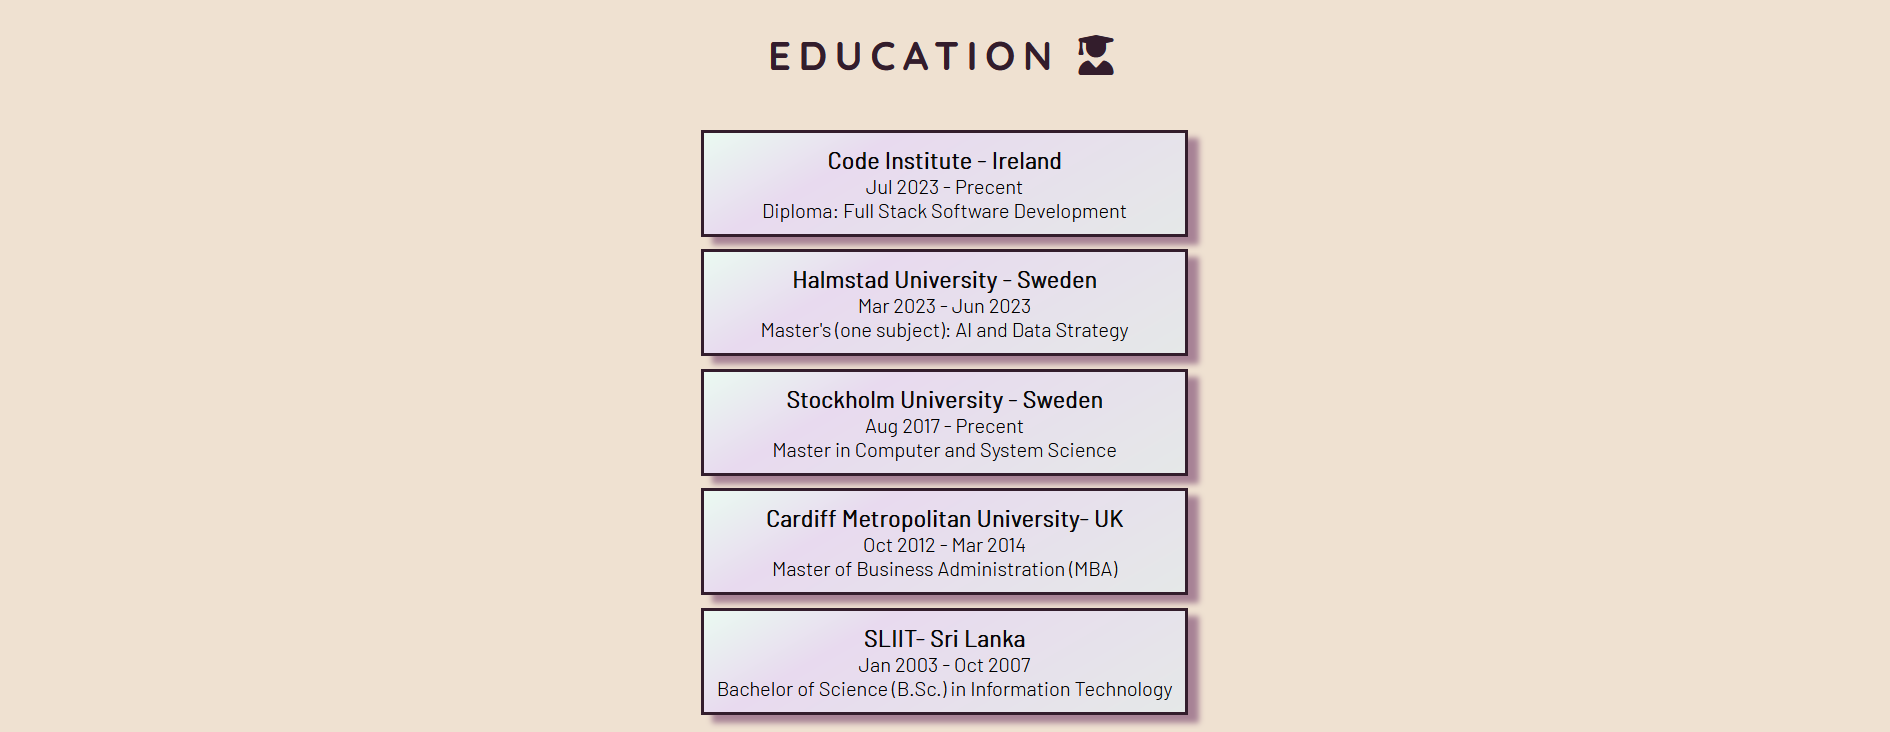 EDUCATION
Code Institute - Ireland
Jul 2023 - Precent
Diploma: Full Stack Software Development
Halmstad University - Sweden
Mar 2023 - Jun 2023
Master's (one subject): AI and Data Strategy
Stockholm University - Sweden
Aug 2017 - Precent
Master in Computer and System Science
Cardiff Metropolitan University- UK
Oct 2012 - Mar 2014
Master of Business Administration (MBA)
SLIIT- Sri Lanka
Jan 2003 - Oct 2007
Bachelor of Science (B.Sc.) in Information Technology